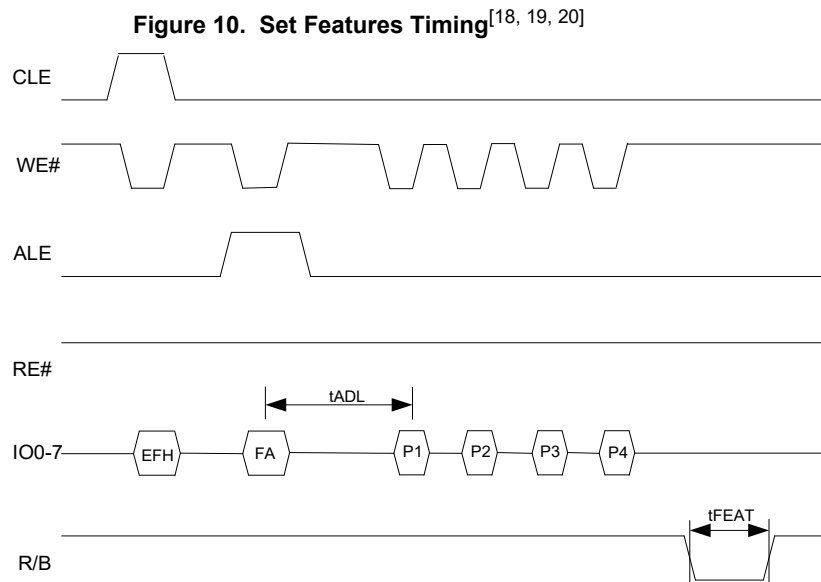 Figure 10. Set Features Timing[18, 19, 20]
CLE
WE#
ALE
RE#
tADL
IO0-7
EFH
FA
P1
P2
P3
P4
tFEAT
R/B